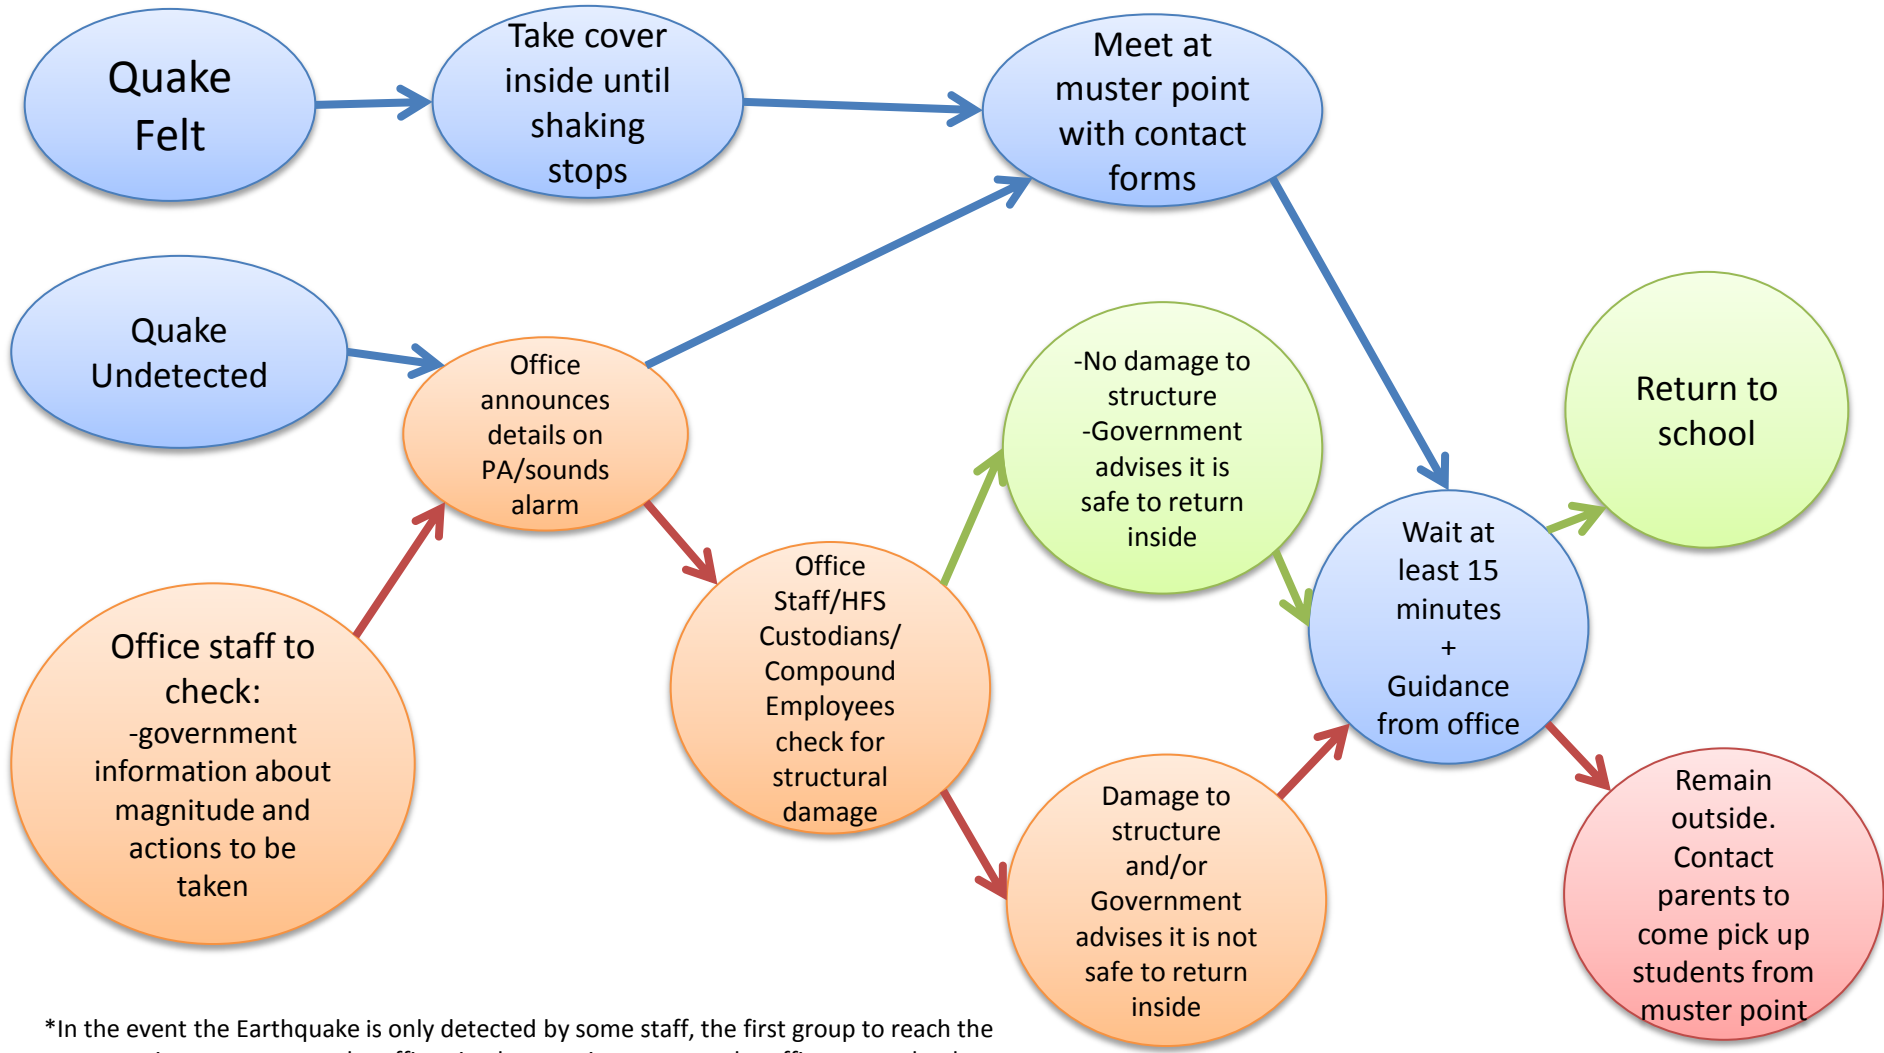 Quake
Felt
Take cover
inside until
shaking
stops
Meet at
muster point
with contact
forms
Quake
Undetected
Office
announces
details on
PA/sounds
alarm
-No damage to
structure
-Government
advises it is
safe to return
inside
Return to
school
Office staff to
check:
-government
information about
magnitude and
actions to be
taken
Office
Staff/HFS
Custodians/
Compound
Employees
check for
structural
damage
Wait at
least 15
minutes
+
Guidance
from office
Damage to
structure
and/or
Government
advises it is not
safe to return
inside
Remain
outside.
Contact
parents to
come pick up
students from
muster point
*In the event the Earthquake is only detected by some staff, the first group to reach the